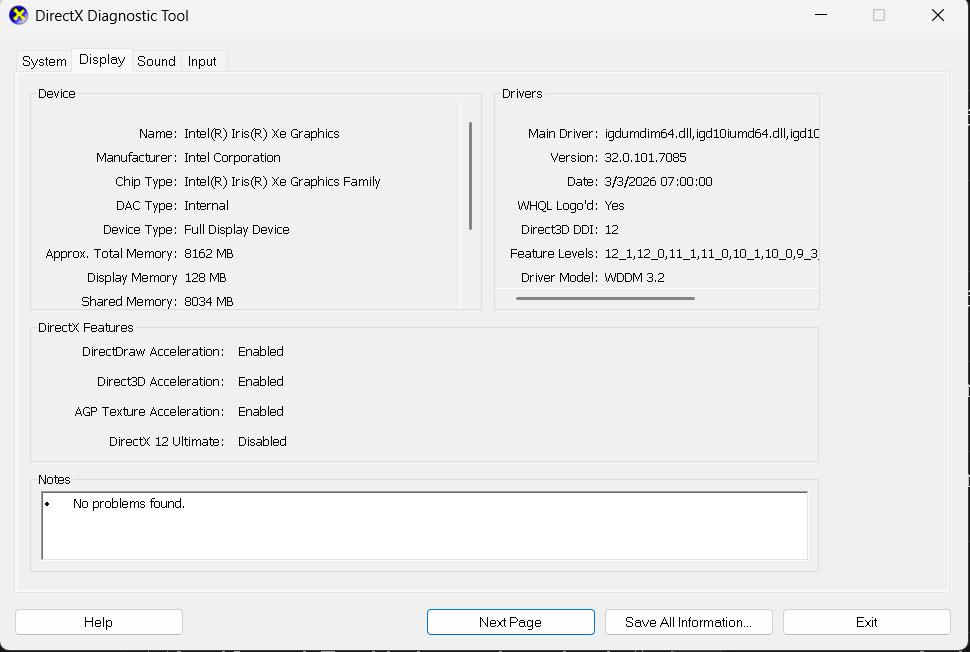 DirectX Diagnostic Tool
System Display Sound Input
Device
Name: Intel(R) Iris(R) Xe Graphics
Manufacturer: Intel Corporation
Chip Type: Intel(R) Iris(R) Xe Graphics Family
DAC Type: Internal
Device Type: Full Display Device
Approx. Total Memory: 8162 MB
Display Memory 128 MB
Shared Memory: 8034 MB
Drivers
Main Driver: igdumdim64.dll,igd10iumd64.dll,igd10
Version: 32.0.101.7085
Date: 3/3/2026 07:00:00
WHQL Logo'd: Yes
Direct3D DDI: 12
Feature Levels: 12_1,12_0,11_1,11_0,10_1,10_0,9_3
Driver Model: WDDM 3.2
DirectX Features
DirectDraw Acceleration: Enabled
Direct3D Acceleration: Enabled
AGP Texture Acceleration: Enabled
DirectX 12 Ultimate: Disabled
Notes
• No problems found.
Help Next Page Save All Information... Exit